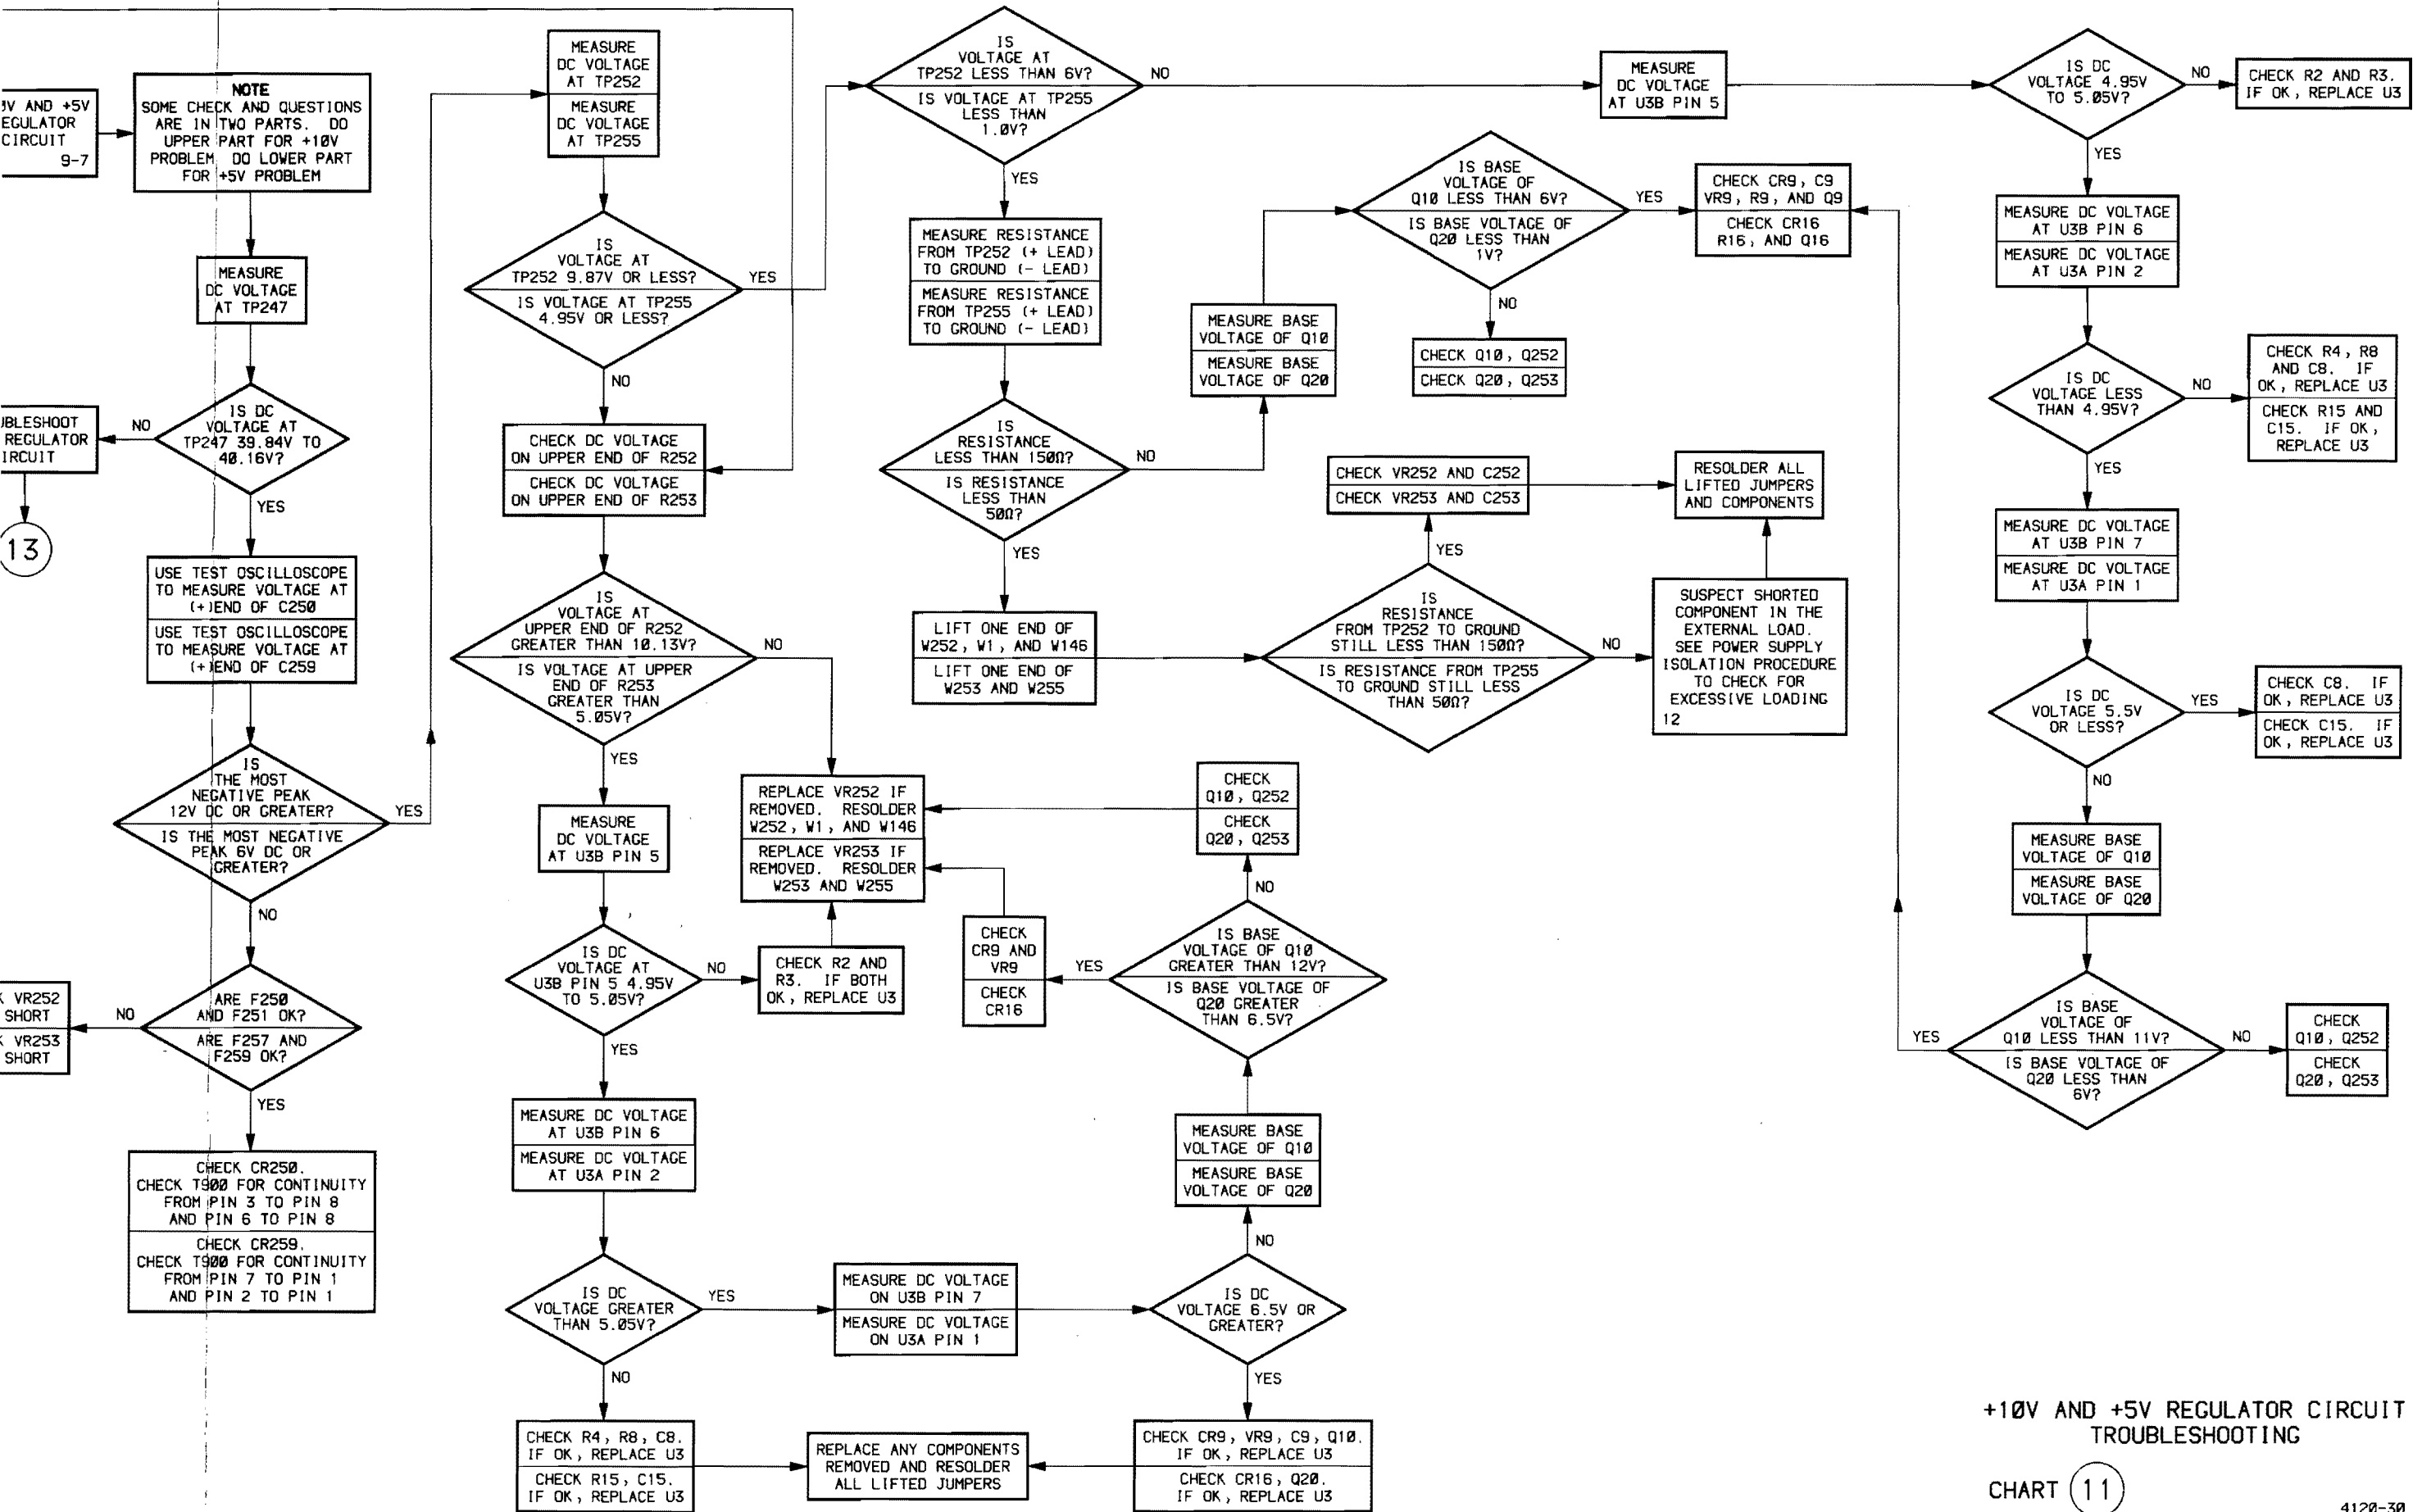 EGULATOR
CIRCUIT
9-7
AND +5V
NOTE
SOME CHECK AND QUESTIONS
ARE IN TWO PARTS. DO
UPPER PART FOR +10V
PROBLEM DO LOWER PART
FOR +5V PROBLEM
MEASURE
DC VOLTAGE
AT TP247
IS DC
VOLTAGE AT
TP247 39.84V TO
40.16V?
NO
YES
UBLESHOOT
REGULATOR
IRCUIT
13
USE TEST OSCILLOSCOPE
TO MEASURE VOLTAGE AT
(+)END OF C250
USE TEST OSCILLOSCOPE
TO MEASURE VOLTAGE AT
(+)END OF C259
IS
THE MOST
NEGATIVE PEAK
12V DC OR GREATER?
IS THE MOST NEGATIVE
PEAK 6V DC OR
GREATER?
YES
NO
ARE F250
AND F251 OK?
ARE F257 AND
F259 OK?
NO
YES
VR252
SHORT
VR253
SHORT
CHECK CR250.
CHECK T900 FOR CONTINUITY
FROM PIN 3 TO PIN 8
AND PIN 6 TO PIN 8
CHECK CR259.
CHECK T900 FOR CONTINUITY
FROM PIN 7 TO PIN 1
AND PIN 2 TO PIN 1
MEASURE
DC VOLTAGE
AT TP252
MEASURE
DC VOLTAGE
AT TP255
IS
VOLTAGE AT
TP252 9.87V OR LESS?
IS VOLTAGE AT TP255
4.95V OR LESS?
YES
NO
CHECK DC VOLTAGE
ON UPPER END OF R252
CHECK DC VOLTAGE
ON UPPER END OF R253
IS
VOLTAGE AT
UPPER END OF R252
GREATER THAN 10.13V?
IS VOLTAGE AT UPPER
END OF R253
GREATER THAN
5.05V?
NO
YES
MEASURE
DC VOLTAGE
AT U3B PIN 5
IS DC
VOLTAGE AT
U3B PIN 5 4.95V
TO 5.05V?
NO
YES
CHECK R2 AND
R3. IF BOTH
OK, REPLACE U3
REPLACE VR252 IF
REMOVED. RESOLDER
W252, W1, AND W146
REPLACE VR253 IF
REMOVED. RESOLDER
W253 AND W255
MEASURE DC VOLTAGE
AT U3B PIN 6
MEASURE DC VOLTAGE
AT U3A PIN 2
IS DC
VOLTAGE GREATER
THAN 5.05V?
YES
NO
CHECK R4, R8, C8.
IF OK, REPLACE U3
CHECK R15, C15.
IF OK, REPLACE U3
MEASURE DC VOLTAGE
ON U3B PIN 7
MEASURE DC VOLTAGE
ON U3A PIN 1
REPLACE ANY COMPONENTS
REMOVED AND RESOLDER
ALL LIFTED JUMPERS
IS DC
VOLTAGE 6.5V OR
GREATER?
NO
YES
CHECK CR9, VR9, C9, Q10.
IF OK, REPLACE U3
CHECK CR16, Q20.
IF OK, REPLACE U3
MEASURE BASE
VOLTAGE OF Q10
MEASURE BASE
VOLTAGE OF Q20
IS BASE
VOLTAGE OF Q10
GREATER THAN 12V?
IS BASE VOLTAGE OF
Q20 GREATER
THAN 6.5V?
YES
NO
CHECK
CR9 AND
VR9
CHECK
CR16
CHECK
Q10, Q252
CHECK
Q20, Q253
IS
VOLTAGE AT
TP252 LESS THAN 6V?
IS VOLTAGE AT TP255
LESS THAN
1.0V?
NO
YES
MEASURE RESISTANCE
FROM TP252 (+ LEAD)
TO GROUND (- LEAD)
MEASURE RESISTANCE
FROM TP255 (+ LEAD)
TO GROUND (- LEAD)
IS
RESISTANCE
LESS THAN 150Ω?
IS RESISTANCE
LESS THAN
50Ω?
NO
YES
LIFT ONE END OF
W252, W1, AND W146
LIFT ONE END OF
W253 AND W255
MEASURE BASE
VOLTAGE OF Q10
MEASURE BASE
VOLTAGE OF Q20
IS BASE
VOLTAGE OF
Q10 LESS THAN 6V?
IS BASE VOLTAGE OF
Q20 LESS THAN
1V?
YES
NO
CHECK Q10, Q252
CHECK Q20, Q253
CHECK CR9, C9
VR9, R9, AND Q9
CHECK CR16
R16, AND Q16
CHECK VR252 AND C252
CHECK VR253 AND C253
YES
IS
RESISTANCE
FROM TP252 TO GROUND
STILL LESS THAN 150Ω?
IS RESISTANCE FROM TP255
TO GROUND STILL LESS
THAN 50Ω?
NO
RESOLDER ALL
LIFTED JUMPERS
AND COMPONENTS
SUSPECT SHORTED
COMPONENT IN THE
EXTERNAL LOAD.
SEE POWER SUPPLY
ISOLATION PROCEDURE
TO CHECK FOR
EXCESSIVE LOADING
12
MEASURE
DC VOLTAGE
AT U3B PIN 5
IS DC
VOLTAGE 4.95V
TO 5.05V?
NO
YES
CHECK R2 AND R3.
IF OK, REPLACE U3
MEASURE DC VOLTAGE
AT U3B PIN 6
MEASURE DC VOLTAGE
AT U3A PIN 2
IS DC
VOLTAGE LESS
THAN 4.95V?
NO
YES
CHECK R4, R8
AND C8. IF
OK, REPLACE U3
CHECK R15 AND
C15. IF OK,
REPLACE U3
MEASURE DC VOLTAGE
AT U3B PIN 7
MEASURE DC VOLTAGE
AT U3A PIN 1
IS DC
VOLTAGE 5.5V
OR LESS?
YES
NO
CHECK C8. IF
OK, REPLACE U3
CHECK C15. IF
OK, REPLACE U3
MEASURE BASE
VOLTAGE OF Q10
MEASURE BASE
VOLTAGE OF Q20
IS BASE
VOLTAGE OF
Q10 LESS THAN 11V?
IS BASE VOLTAGE OF
Q20 LESS THAN
6V?
YES
NO
CHECK
Q10, Q252
CHECK
Q20, Q253
+10V AND +5V REGULATOR CIRCUIT
TROUBLESHOOTING
CHART 11
4120-30